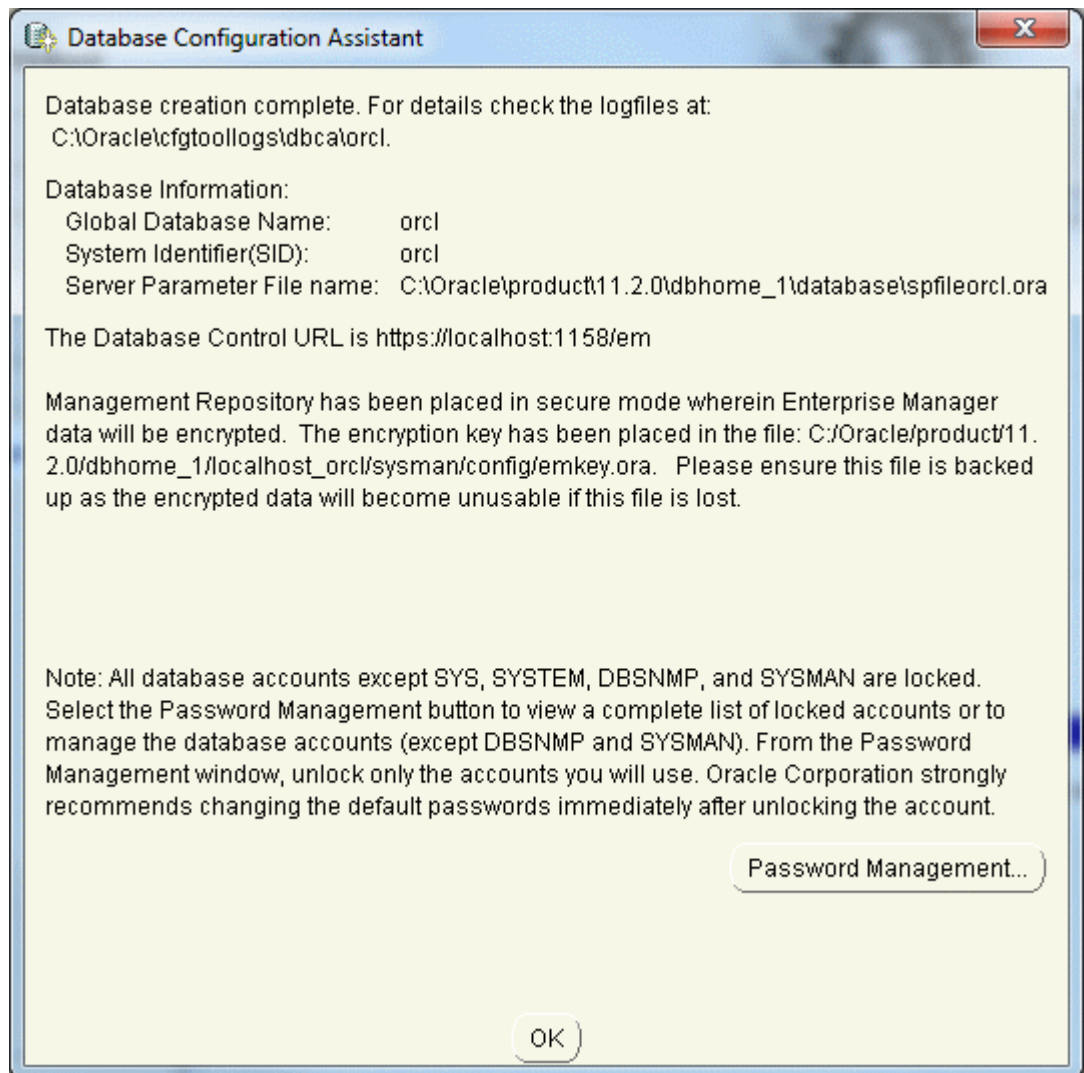 Database Configuration Assistant
Database creation complete. For details check the logfiles at:
C:\Oracle\cfgtoollogs\dbca\orcl.
Database Information:
Global Database Name: orcl
System Identifier(SID): orcl
Server Parameter File name: C:\Oracle\product\11.2.0\dbhome_1\database\spfileorcl.ora
The Database Control URL is https://localhost:1158/em
Management Repository has been placed in secure mode wherein Enterprise Manager
data will be encrypted. The encryption key has been placed in the file: C:/Oracle/product/11.
2.0/dbhome_1/localhost_orcl/sysman/config/emkey.ora. Please ensure this file is backed
up as the encrypted data will become unusable if this file is lost.
Note: All database accounts except SYS, SYSTEM, DBSNMP, and SYSMAN are locked.
Select the Password Management button to view a complete list of locked accounts or to
manage the database accounts (except DBSNMP and SYSMAN). From the Password
Management window, unlock only the accounts you will use. Oracle Corporation strongly
recommends changing the default passwords immediately after unlocking the account.
Password Management...
OK